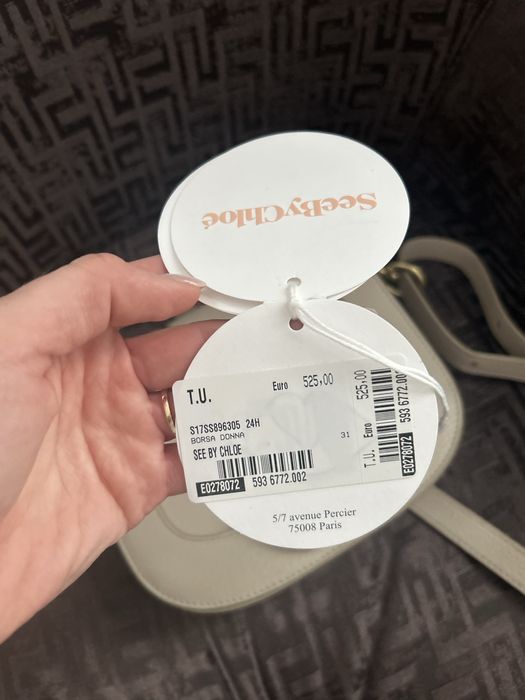 SeeByChloé
T.U.
Euro 525,00
S17SS896305 24H
BORSA DONNA
31
SEE BY CHLOE
E0278072
593 6772.002
T.U. Euro 525,00
E0278072
593 6772.002
5/7 avenue Percier
75008 Paris